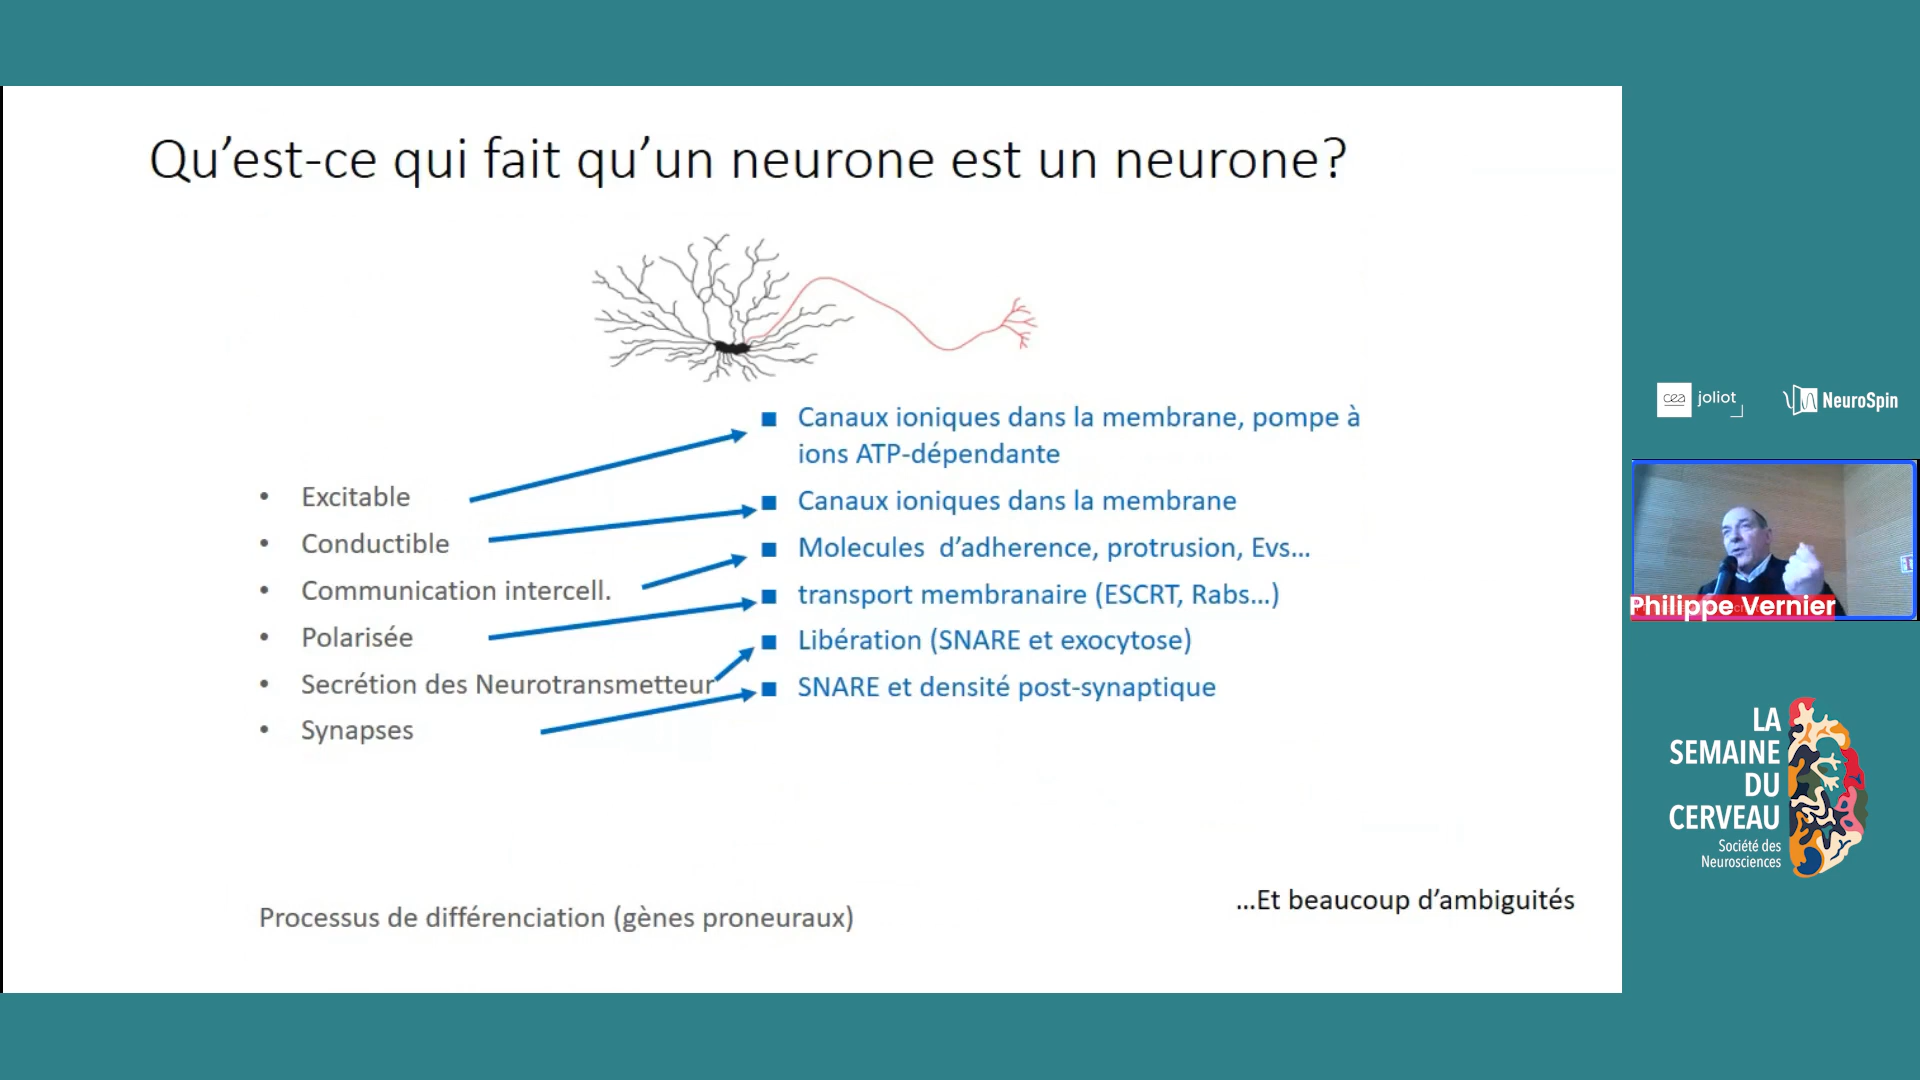 Qu’est-ce qui fait qu’un neurone est un neurone?
Canaux ioniques dans la membrane, pompe à
ions ATP-dépendante
Canaux ioniques dans la membrane
Molecules d’adherence, protrusion, Evs...
transport membranaire (ESCRT, Rabs...)
Libération (SNARE et exocytose)
SNARE et densité post-synaptique
Excitable
Conductible
Communication intercell.
Polarisée
Secrétion des Neurotransmetteur
Synapses
Processus de différenciation (gènes proneuraux)
...Et beaucoup d’ambiguités
cea joliot
NeuroSpin
Philippe Vernier
LA
SEMAINE
DU
CERVEAU
Société des
Neurosciences